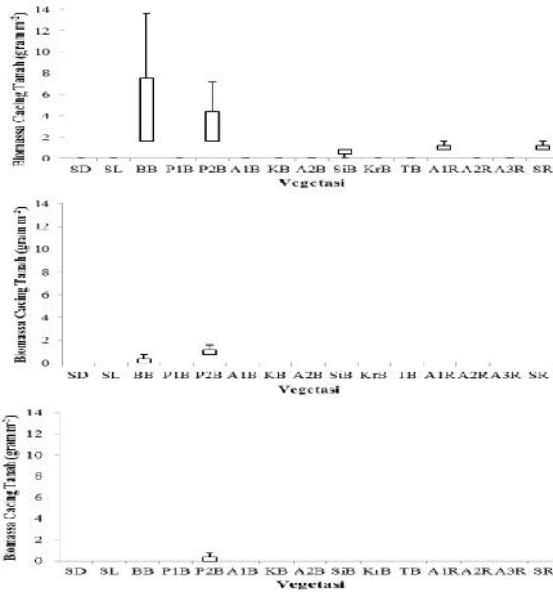 Biomassa Cacing Tanah (gram m⁻²)
14
12
10
8
6
4
2
0
SD SL BB P1B P2B A1B KB A2B SiB KrB TB A1R A2R A3R SR
Vegetasi
Biomassa Cacing Tanah (gram m⁻²)
14
12
10
8
6
4
2
0
SD SL BB P1B P2B A1B KB A2B SiB KrB TB A1R A2R A3R SR
Vegetasi
Biomassa Cacing Tanah (gram m⁻²)
14
12
10
8
6
4
2
0
SD SL BB P1B P2B A1B KB A2B SiB KrB TB A1R A2R A3R SR
Vegetasi